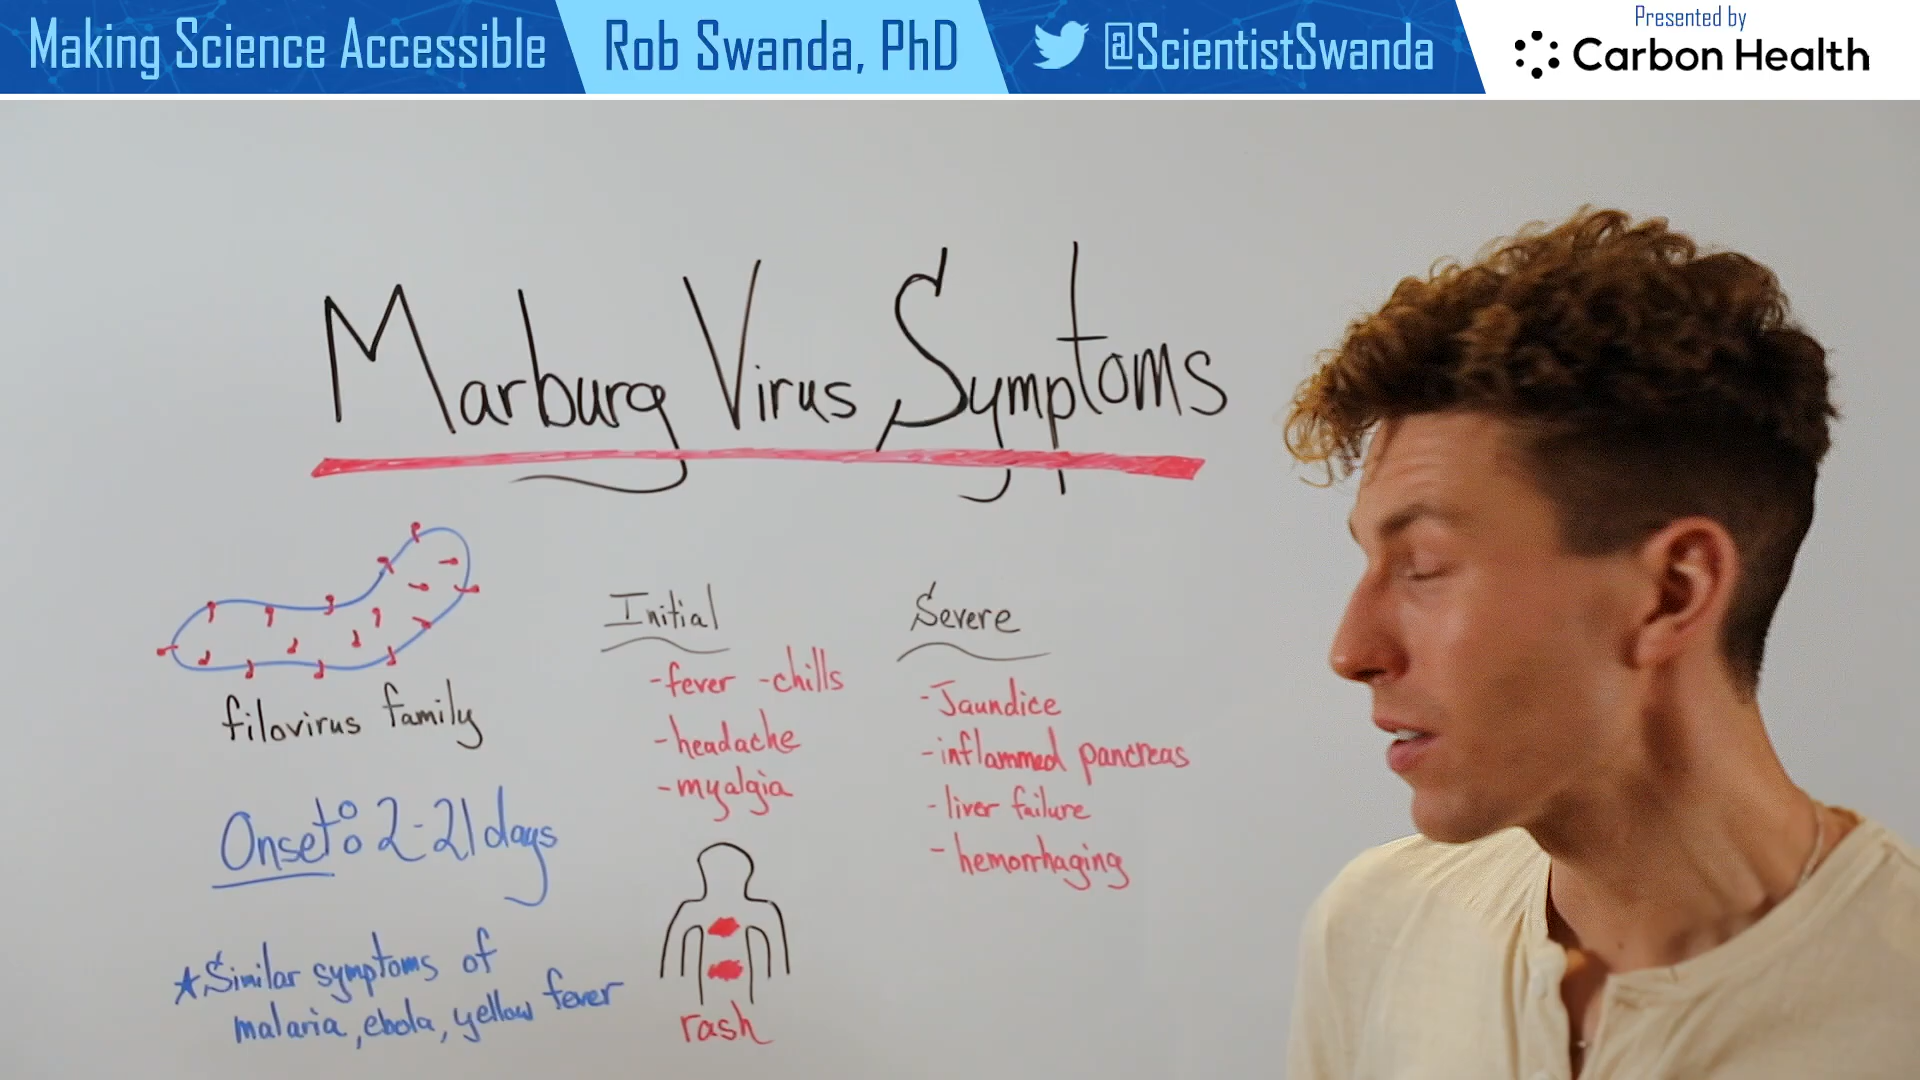 Making Science Accessible
Rob Swanda, PhD
@ScientistSwanda
Presented by
Carbon Health
Marburg Virus Symptoms
filovirus family
Onset: 2-21 days
★Similar symptoms of
malaria, ebola, yellow fever
Initial
-fever -chills
-headache
-myalgia
rash
Severe
-Jaundice
-inflammed pancreas
-liver failure
-hemorrhaging